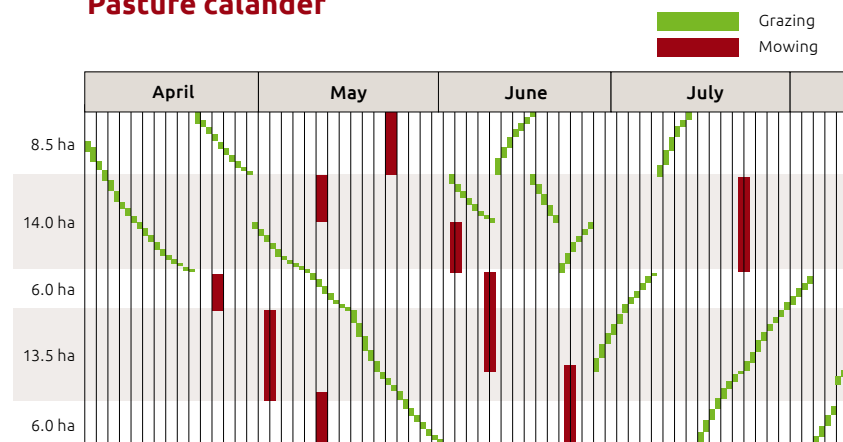 Pasture calander
Grazing
Mowing
April May June July
8.5 ha
14.0 ha
6.0 ha
13.5 ha
6.0 ha